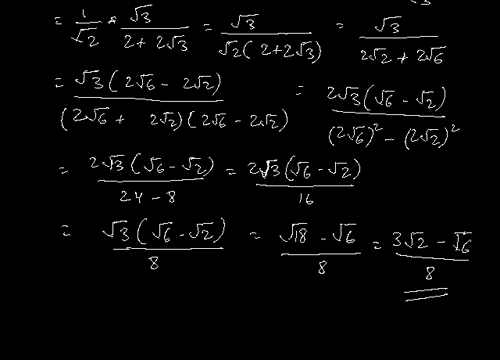 √3
= 1/√2 * √3/(2 + 2√3) = √3/(√2(2+2√3)) = √3/(2√2 + 2√6)
= √3(2√6 - 2√2)/((2√6 + 2√2)(2√6 - 2√2)) = 2√3(√6 - √2)/((2√6)² - (2√2)²)
= 2√3(√6 - √2)/(24 - 8) = 2√3(√6 - √2)/16
= √3(√6 - √2)/8 = (√18 - √6)/8 = (3√2 - √6)/8